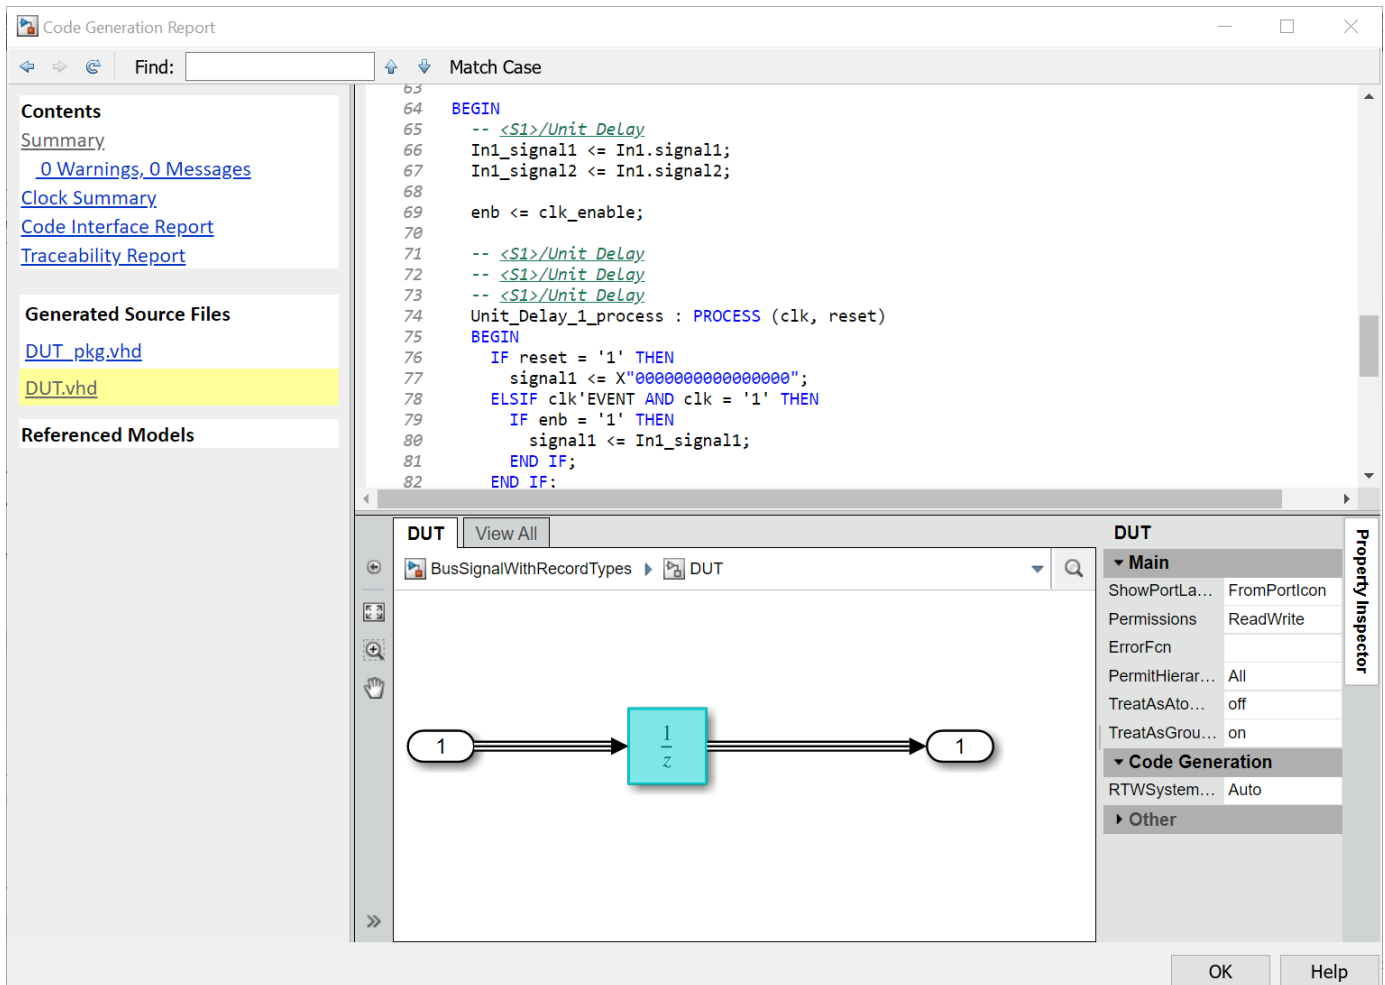 Code Generation Report
Find:
Match Case
Contents
Summary
0 Warnings, 0 Messages
Clock Summary
Code Interface Report
Traceability Report
Generated Source Files
DUT_pkg.vhd
DUT.vhd
Referenced Models
63
64 BEGIN
65 -- <S1>/Unit Delay
66 In1_signal1 <= In1.signal1;
67 In1_signal2 <= In1.signal2;
68
69 enb <= clk_enable;
70
71 -- <S1>/Unit Delay
72 -- <S1>/Unit Delay
73 -- <S1>/Unit Delay
74 Unit_Delay_1_process : PROCESS (clk, reset)
75 BEGIN
76 IF reset = '1' THEN
77 signal1 <= X"0000000000000000";
78 ELSIF clk'EVENT AND clk = '1' THEN
79 IF enb = '1' THEN
80 signal1 <= In1_signal1;
81 END IF;
82 END IF;
DUT View All
BusSignalWithRecordTypes DUT
1
1
z
1
DUT
Main
ShowPortLa... FromPortIcon
Permissions ReadWrite
ErrorFcn
PermitHierar... All
TreatAsAto... off
TreatAsGrou... on
Code Generation
RTWSystem... Auto
Other
Property Inspector
OK Help